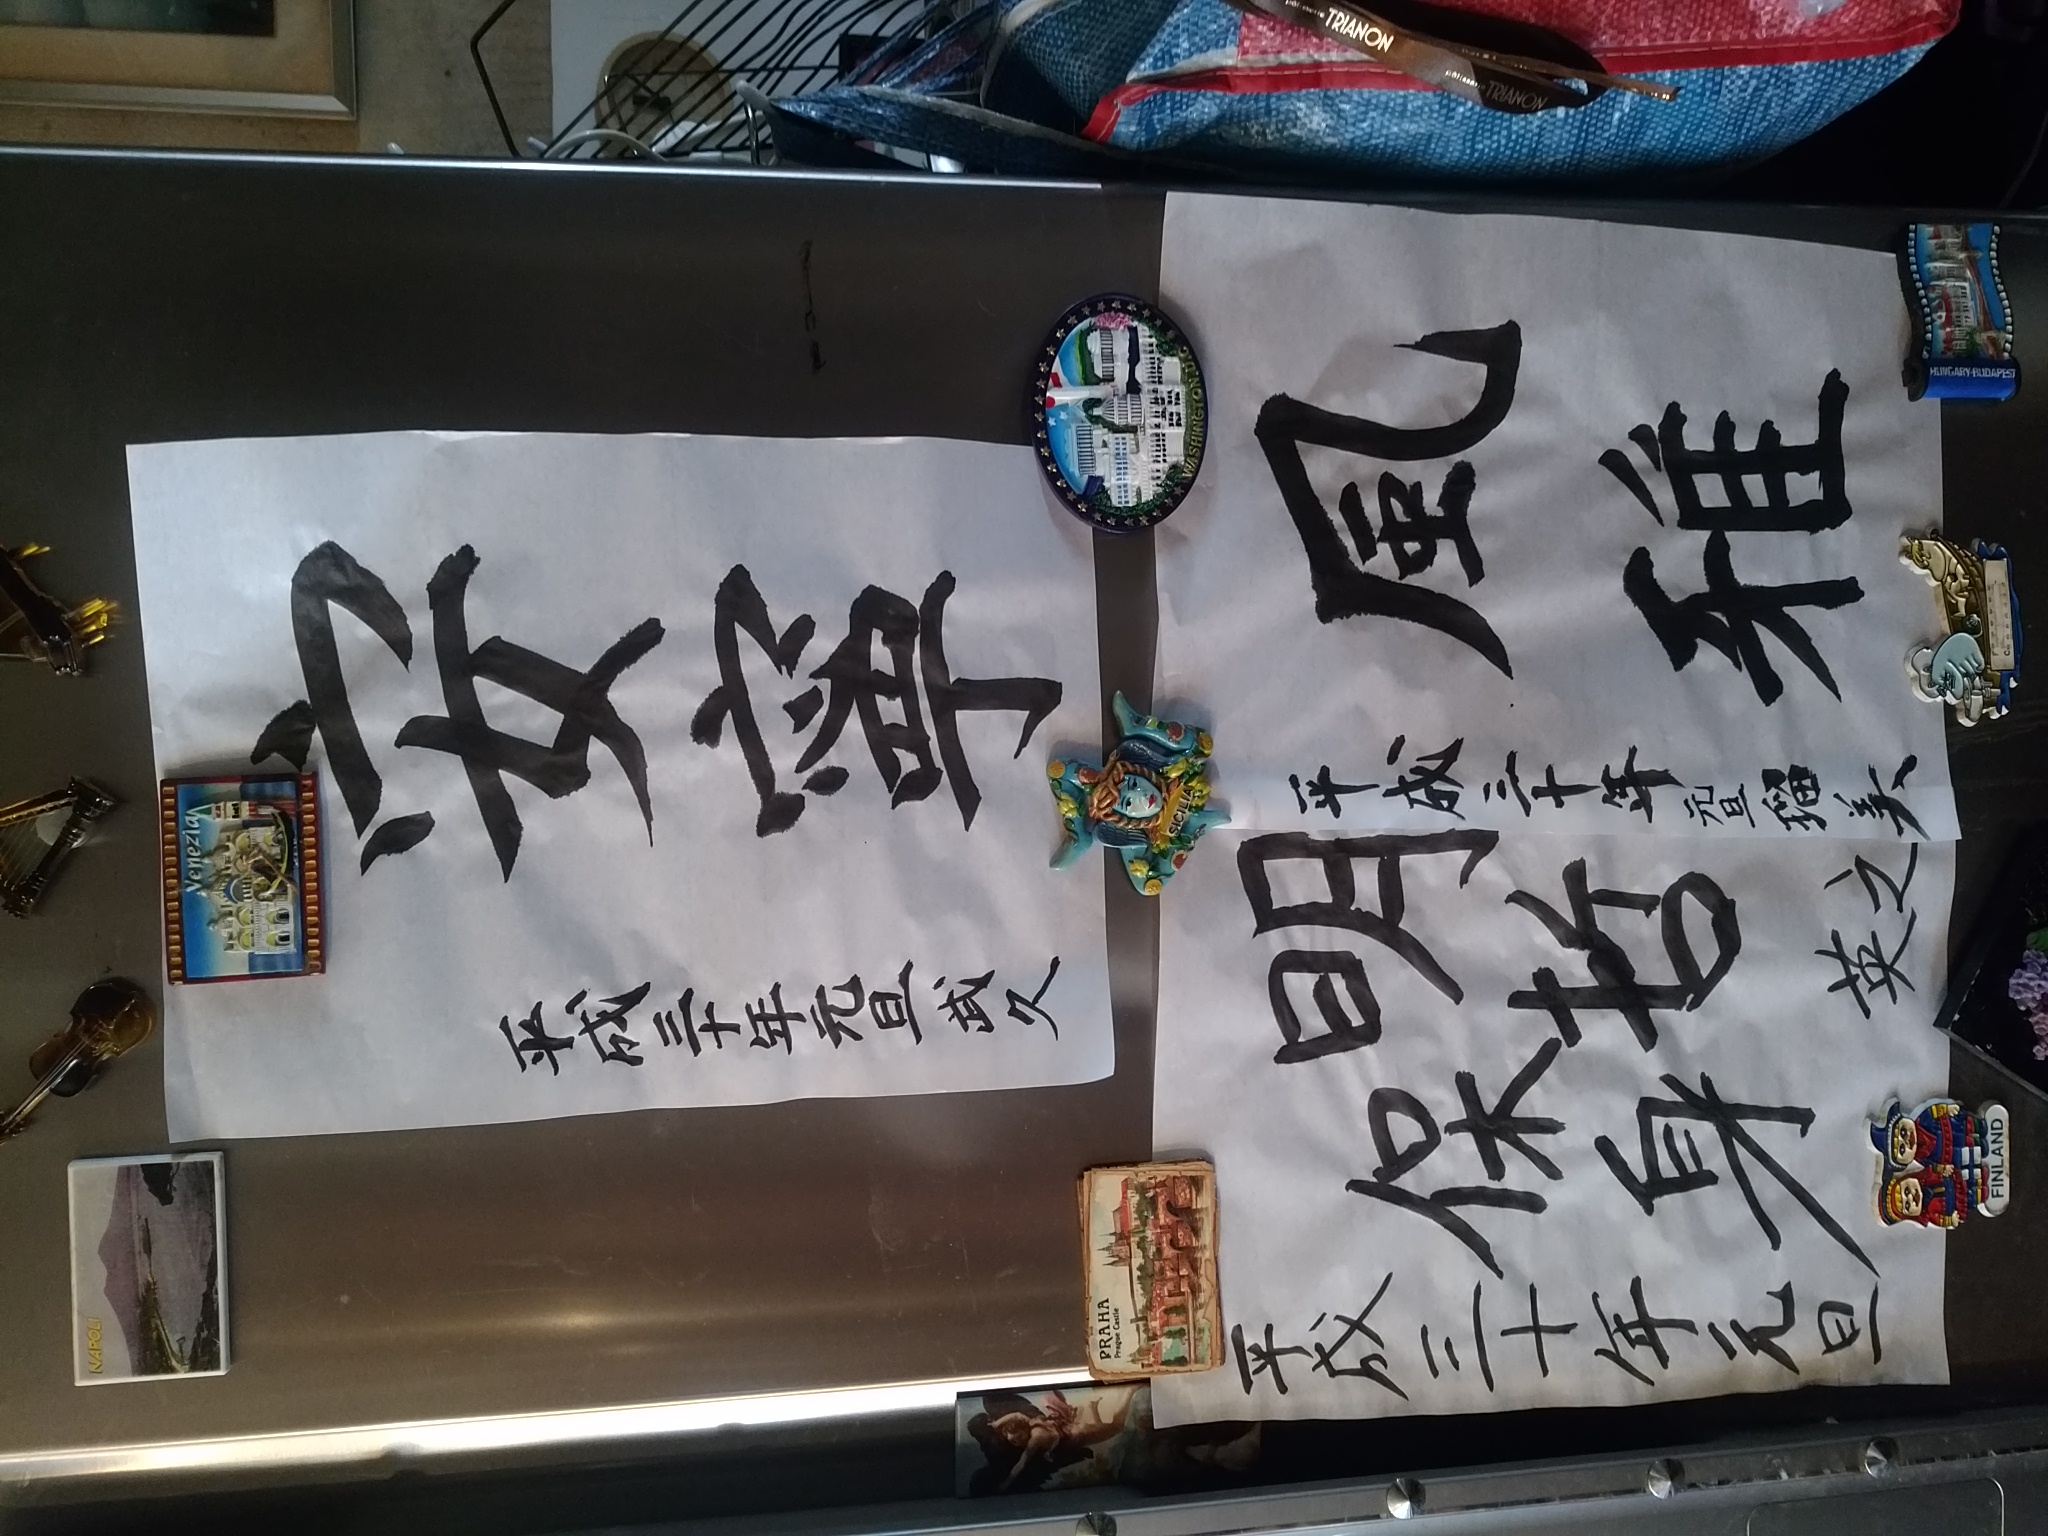 NAPOLI
Venezia
安寧
平成三十年元旦 武久
PRAHA
Prague Castle
SICILIA
WASHINGTON, D.C
風雅
平成三十年元旦 瑠美
明哲
保身
平成三十年元旦
英之
FINLAND
HUNGARY-BUDAPEST
TRIANON
TRIANON